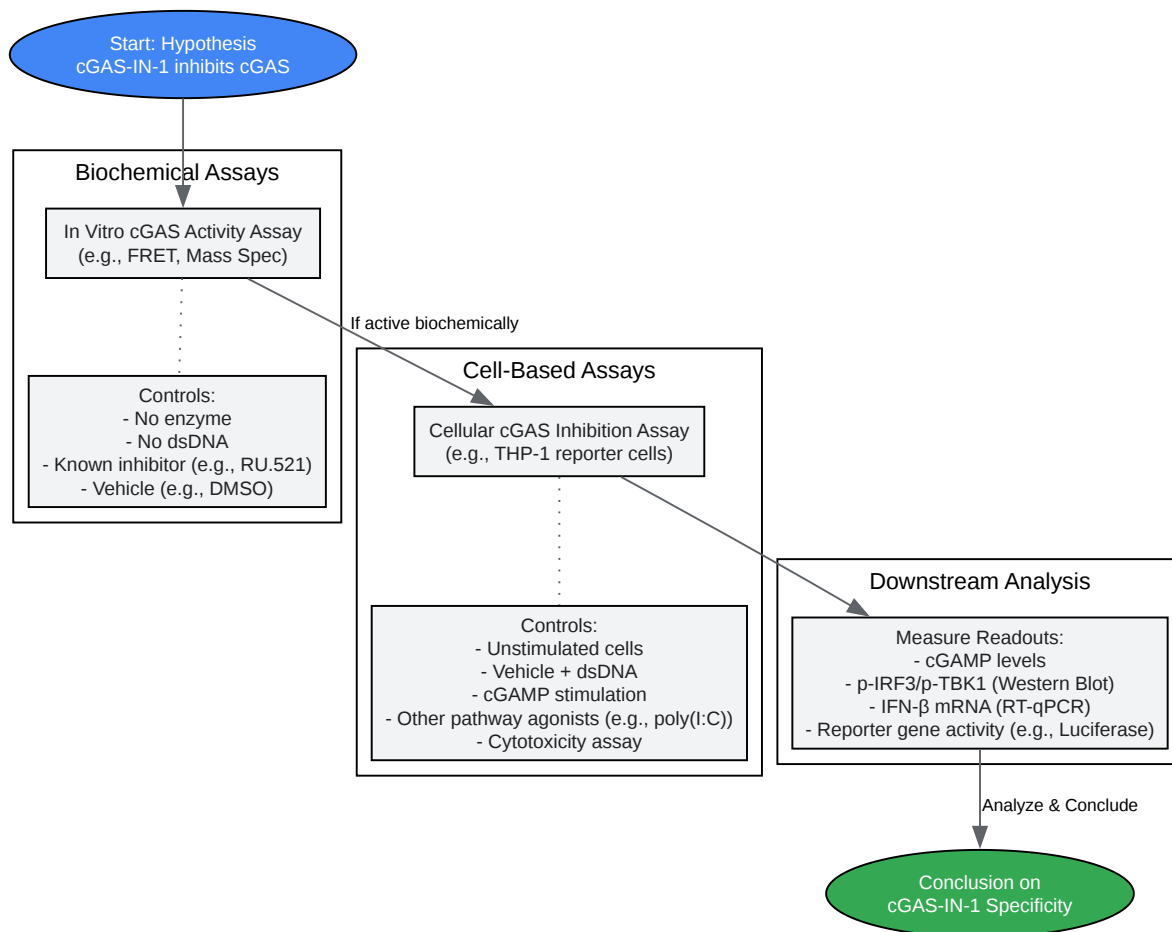 Start: Hypothesis
cGAS-IN-1 inhibits cGAS
Biochemical Assays
In Vitro cGAS Activity Assay
(e.g., FRET, Mass Spec)
If active biochemically
Controls:
- No enzyme
- No dsDNA
- Known inhibitor (e.g., RU.521)
- Vehicle (e.g., DMSO)
Cell-Based Assays
Cellular cGAS Inhibition Assay
(e.g., THP-1 reporter cells)
Controls:
- Unstimulated cells
- Vehicle + dsDNA
- cGAMP stimulation
- Other pathway agonists (e.g., poly(I:C))
- Cytotoxicity assay
Downstream Analysis
Measure Readouts:
- cGAMP levels
- p-IRF3/p-TBK1 (Western Blot)
- IFN-β mRNA (RT-qPCR)
- Reporter gene activity (e.g., Luciferase)
Analyze & Conclude
Conclusion on
cGAS-IN-1 Specificity